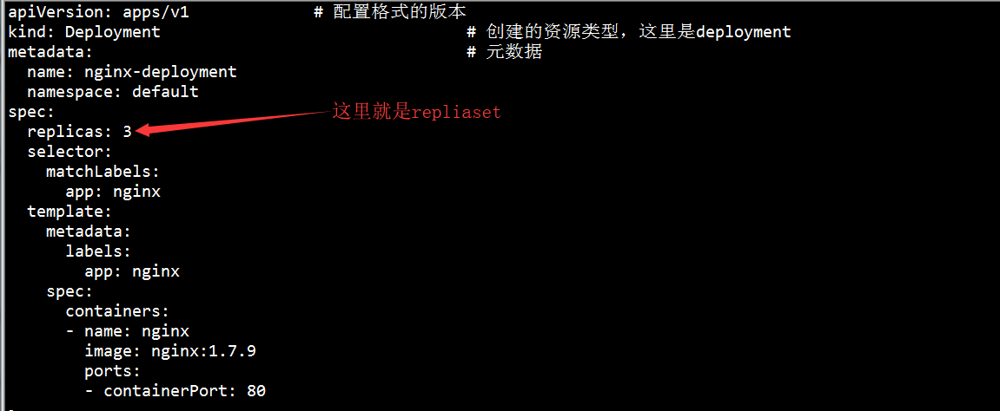 apiVersion: apps/v1 # 配置格式的版本
kind: Deployment # 创建的资源类型，这里是deployment
metadata: # 元数据
  name: nginx-deployment
  namespace: default
spec:
这里就是repliaset
  replicas: 3
  selector:
    matchLabels:
      app: nginx
  template:
    metadata:
      labels:
        app: nginx
    spec:
      containers:
      - name: nginx
        image: nginx:1.7.9
        ports:
        - containerPort: 80